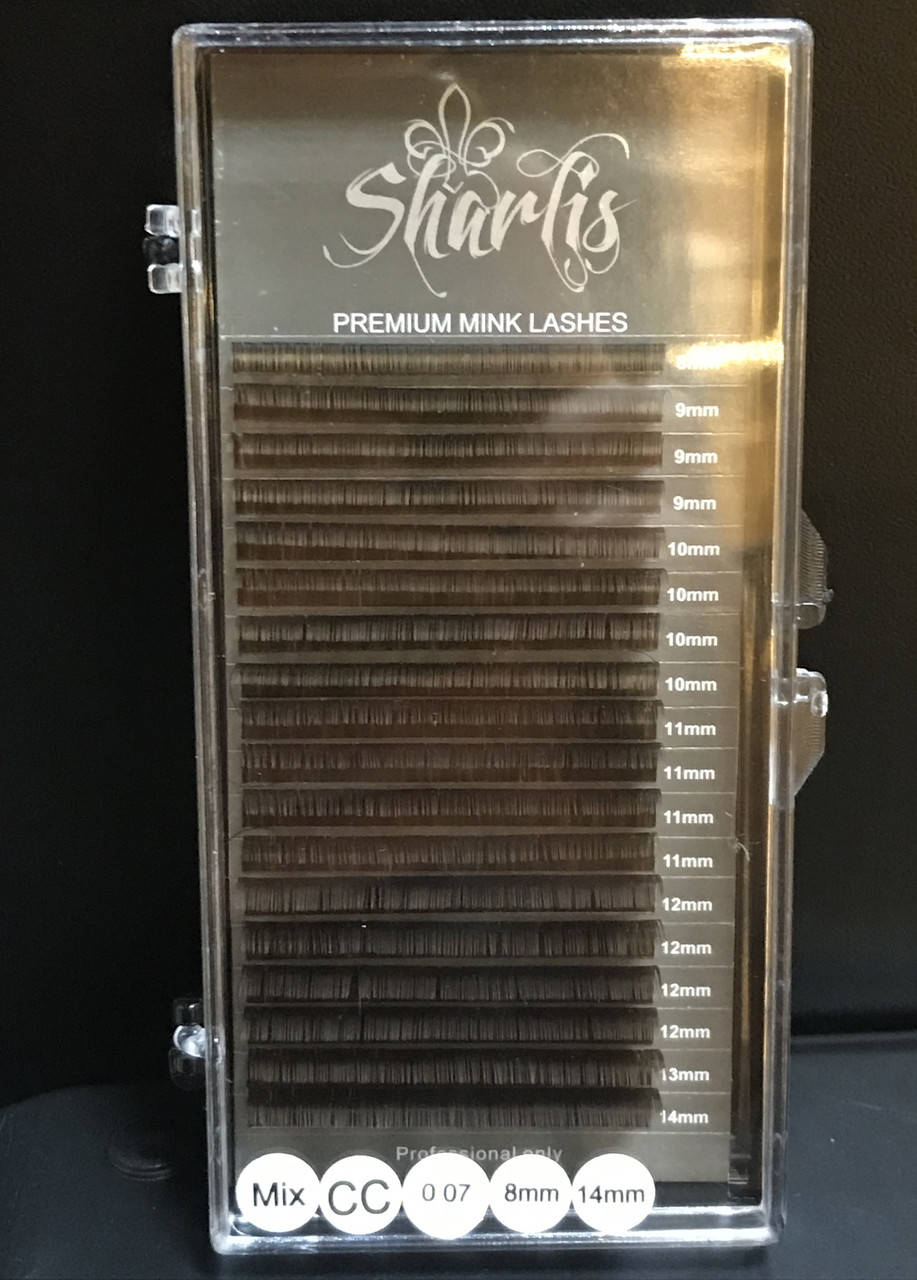 Sharlis
PREMIUM MINK LASHES
9mm
9mm
9mm
10mm
10mm
10mm
10mm
11mm
11mm
11mm
11mm
12mm
12mm
12mm
12mm
13mm
14mm
Professional only
Mix CC 0 07 8mm 14mm